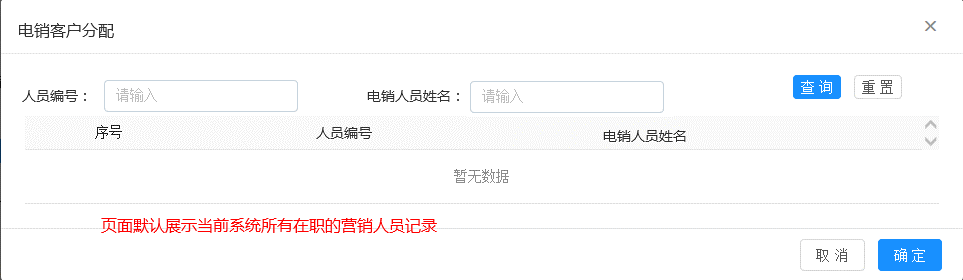 电销客户分配
人员编号： 请输入 电销人员姓名： 请输入 查 询 重 置
序号 人员编号 电销人员姓名
暂无数据
页面默认展示当前系统所有在职的营销人员记录
取 消 确 定